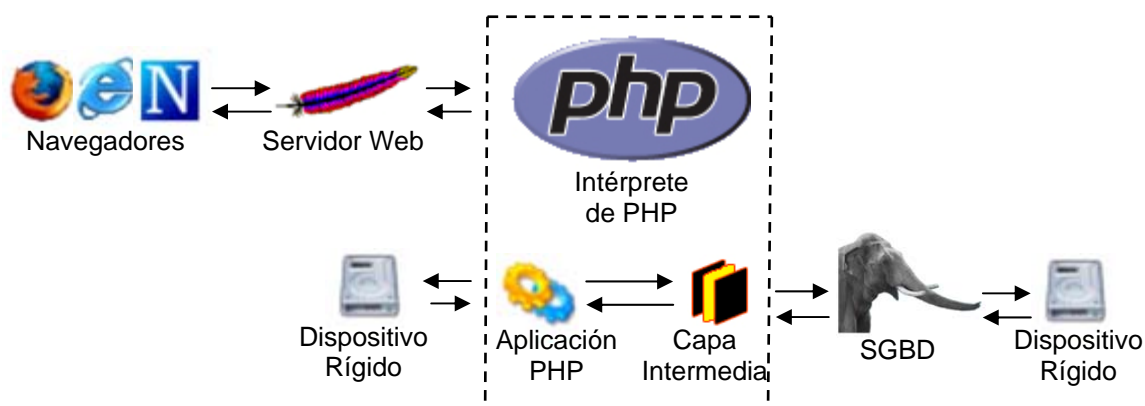 php
N
Navegadores
Servidor Web
Intérprete
de PHP
Dispositivo
Rígido
Aplicación
PHP
Capa
Intermedia
SGBD
Dispositivo
Rígido